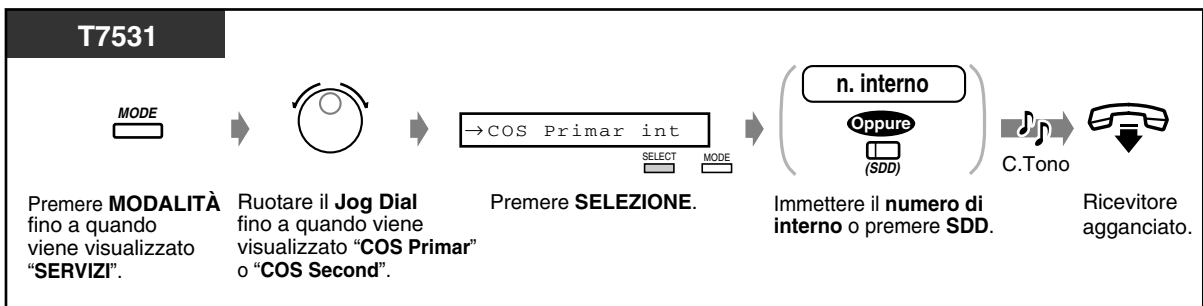 T7531
MODE
→COS Primar int
SELECT MODE
n. interno
Oppure
(SDD)
C.Tono
Premere MODALITÀ
fino a quando
viene visualizzato
“SERVIZI”.
Ruotare il Jog Dial
fino a quando viene
visualizzato “COS Primar”
o “COS Second”.
Premere SELEZIONE.
Immettere il numero di
interno o premere SDD.
Ricevitore
agganciato.